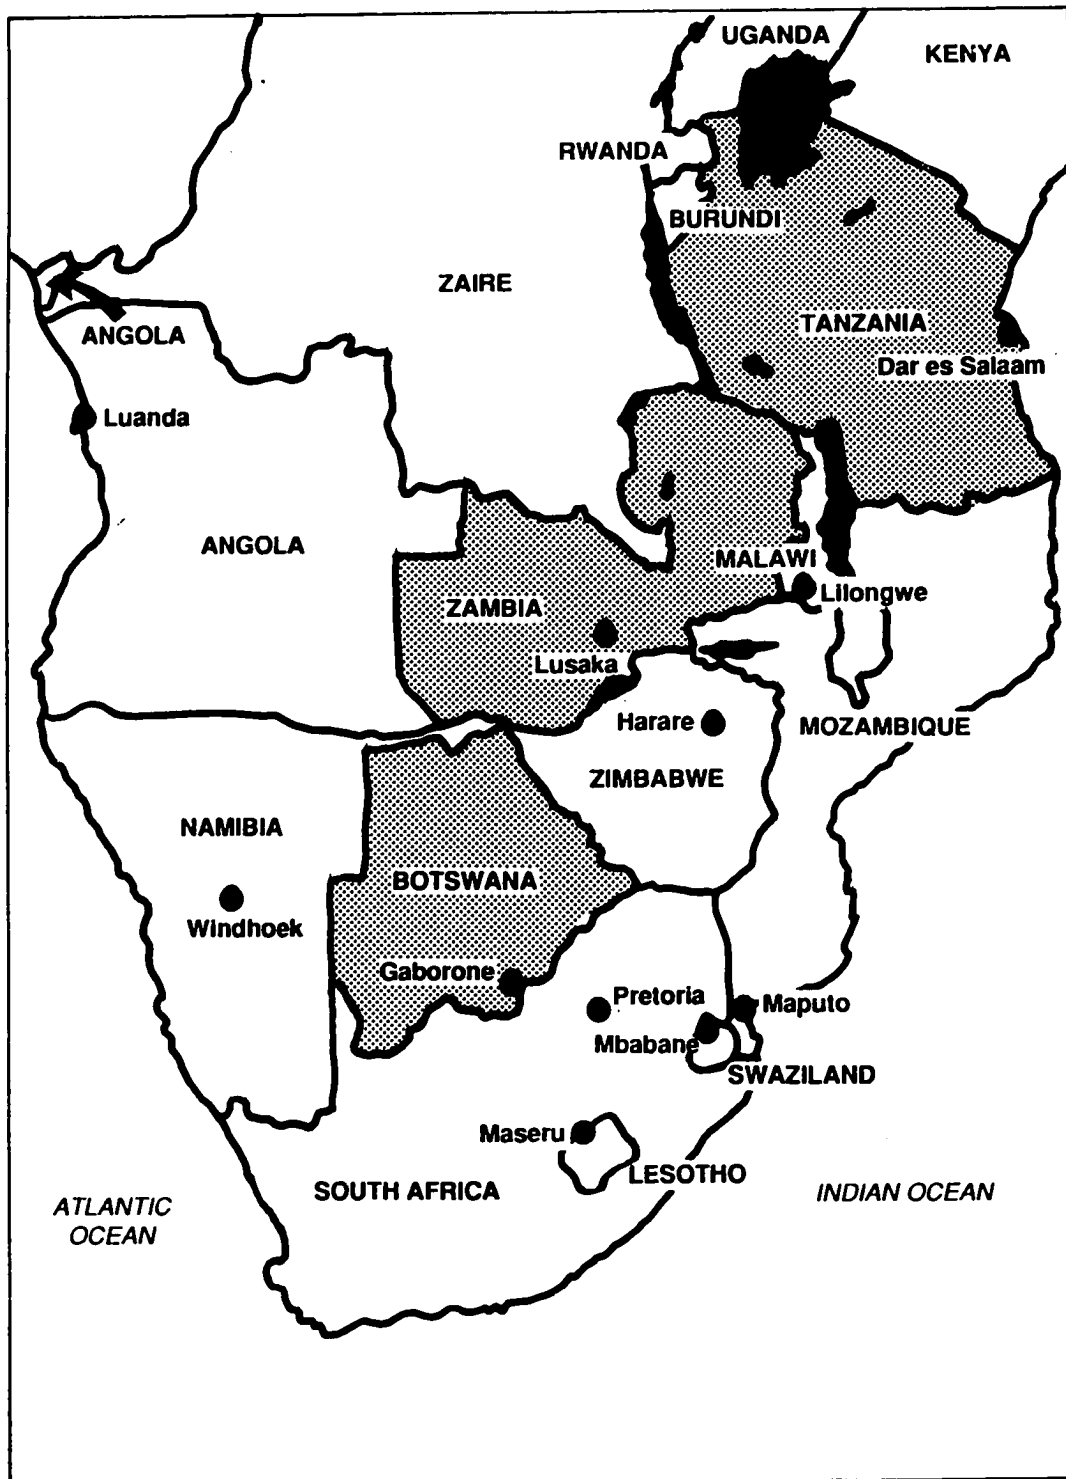 UGANDA
KENYA
RWANDA
BURUNDI
ZAIRE
TANZANIA
ANGOLA
Dar es Salaam
Luanda
ANGOLA
MALAWI
Lilongwe
ZAMBIA
Lusaka
Harare
MOZAMBIQUE
ZIMBABWE
NAMIBIA
BOTSWANA
Windhoek
Gaborone
Pretoria
Maputo
Mbabane
SWAZILAND
Maseru
LESOTHO
SOUTH AFRICA
INDIAN OCEAN
ATLANTIC
OCEAN